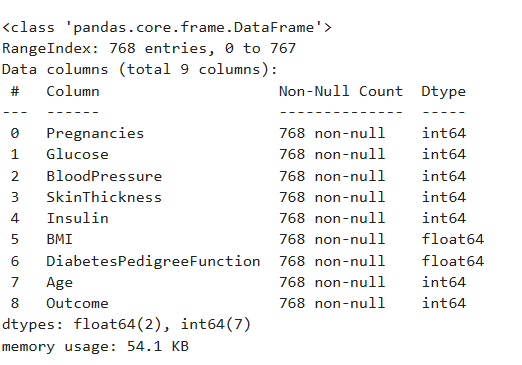 <class 'pandas.core.frame.DataFrame'>
RangeIndex: 768 entries, 0 to 767
Data columns (total 9 columns):
 #   Column                    Non-Null Count  Dtype
---  ------                    --------------  -----
 0   Pregnancies               768 non-null    int64
 1   Glucose                   768 non-null    int64
 2   BloodPressure             768 non-null    int64
 3   SkinThickness             768 non-null    int64
 4   Insulin                   768 non-null    int64
 5   BMI                       768 non-null    float64
 6   DiabetesPedigreeFunction  768 non-null    float64
 7   Age                       768 non-null    int64
 8   Outcome                   768 non-null    int64
dtypes: float64(2), int64(7)
memory usage: 54.1 KB